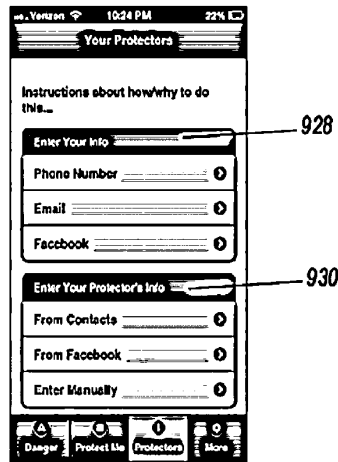 Verizon 10:24 PM 22%
Your Protectors
Instructions about how/why to do
this...
Enter Your Info
928
Phone Number
Email
Facebook
Enter Your Protector's Info
930
From Contacts
From Facebook
Enter Manually
Danger Protect Me Protectors More